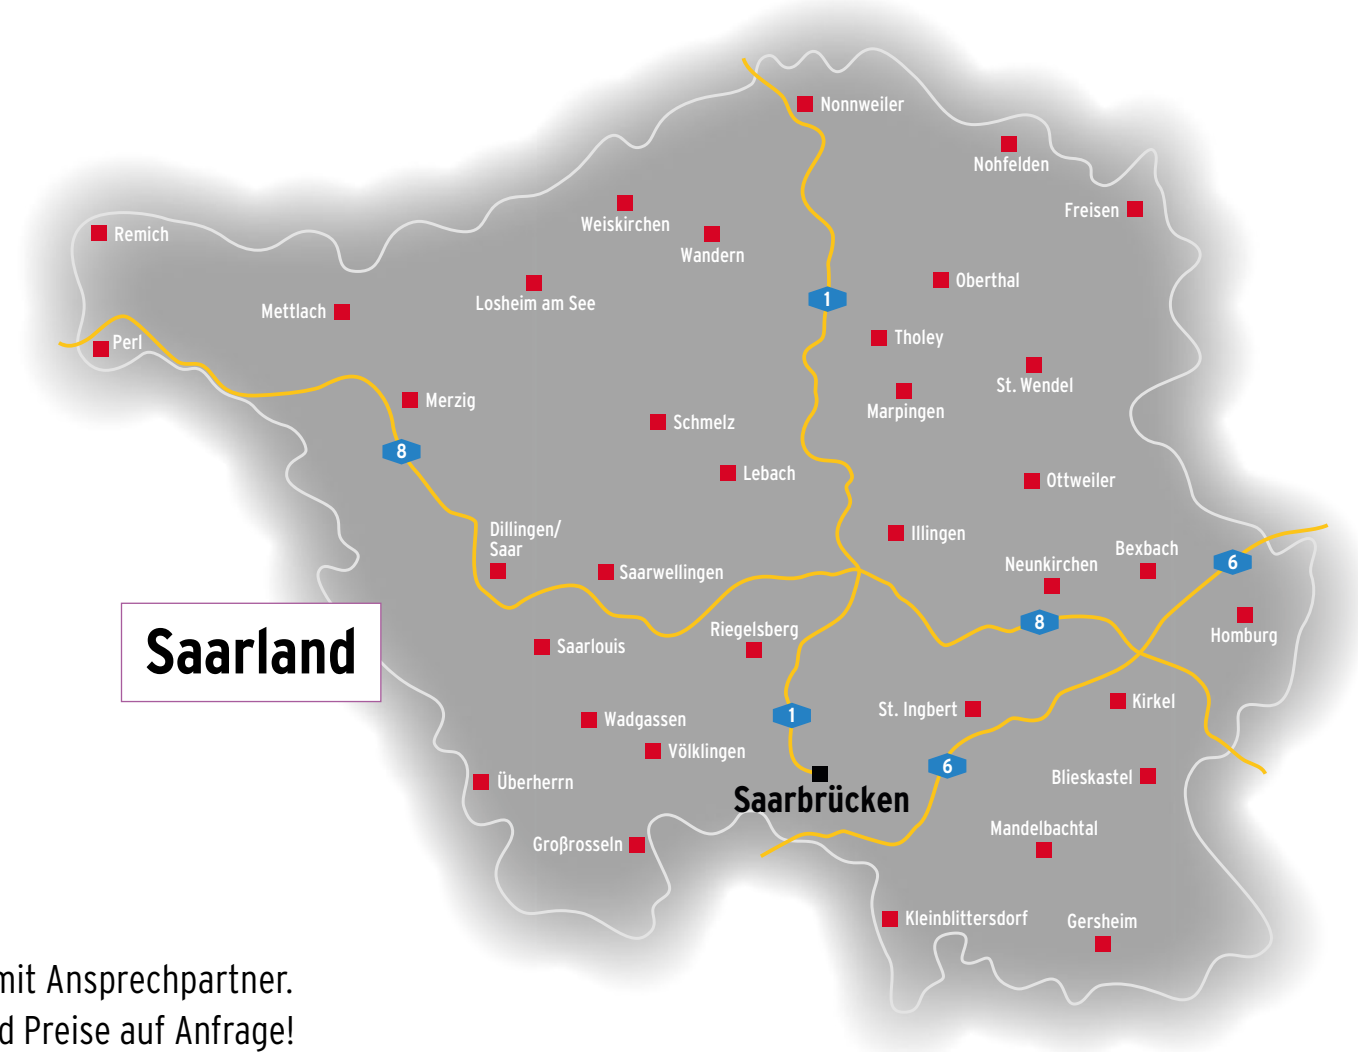 Nonnweiler
Nohfelden
Freisen
Weiskirchen
Remich
Wandern
Oberthal
Losheim am See
1
Mettlach
Tholey
Perl
St. Wendel
Merzig
Marpingen
Schmelz
8
Lebach
Ottweiler
Dillingen/
Saar
Illingen
Bexbach
6
Neunkirchen
Saarwellingen
8
Riegelsberg
Homburg
Saarlouis
Saarland
Kirkel
St. Ingbert
1
Wadgassen
Völklingen
6
Blieskastel
Überherrn
Saarbrücken
Mandelbachtal
Großrosseln
Kleinblittersdorf
Gersheim
mit Ansprechpartner.
d Preise auf Anfrage!